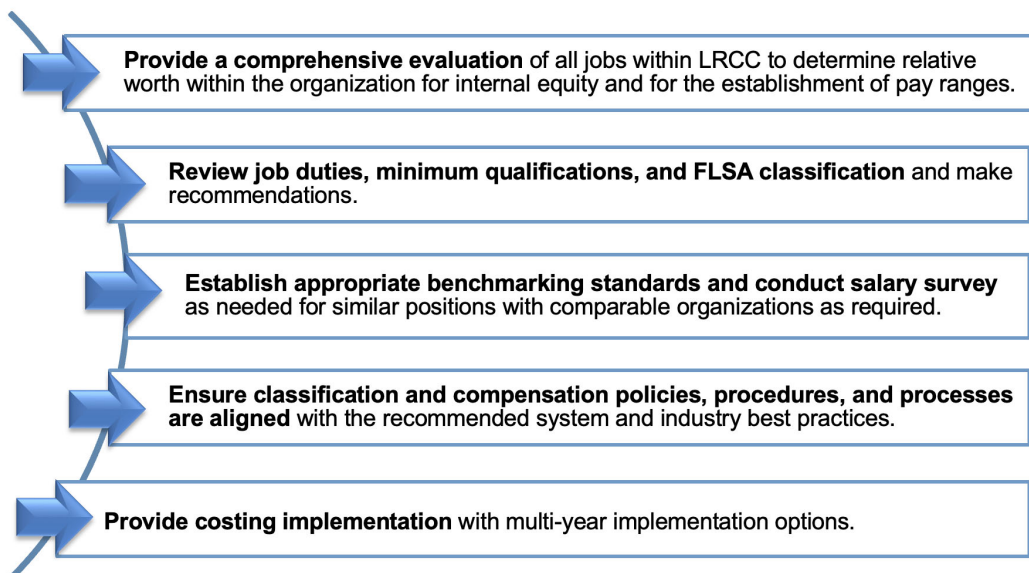 Provide a comprehensive evaluation of all jobs within LRCC to determine relative
worth within the organization for internal equity and for the establishment of pay ranges.
Review job duties, minimum qualifications, and FLSA classification and make
recommendations.
Establish appropriate benchmarking standards and conduct salary survey
as needed for similar positions with comparable organizations as required.
Ensure classification and compensation policies, procedures, and processes
are aligned with the recommended system and industry best practices.
Provide costing implementation with multi-year implementation options.